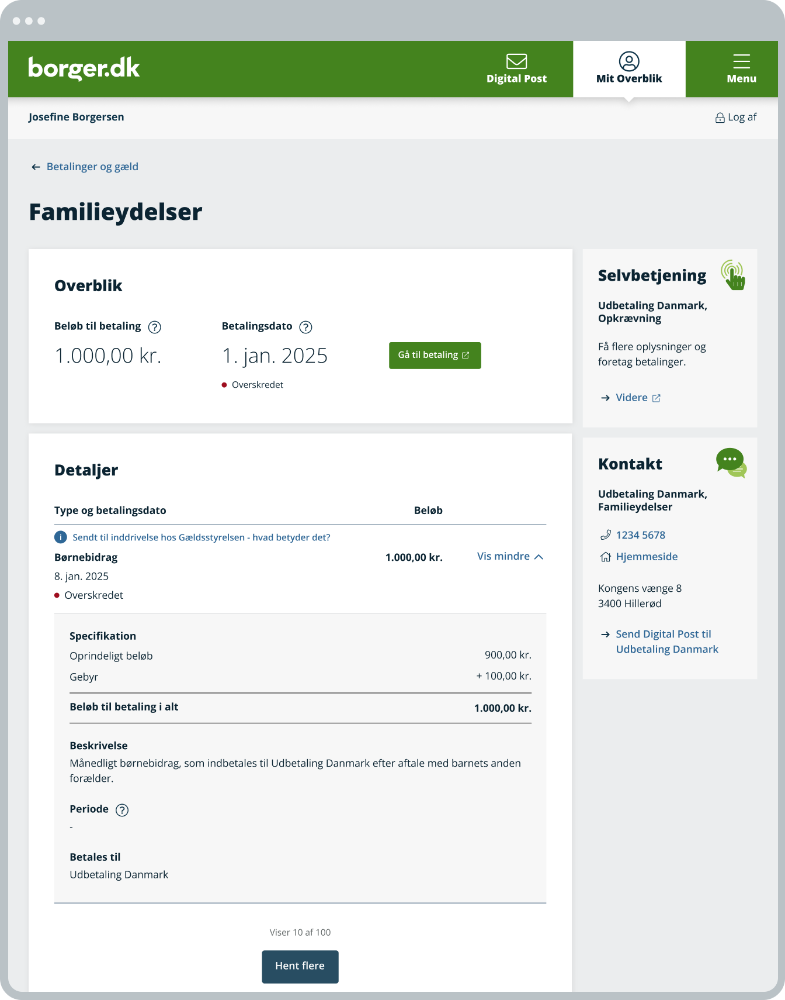 borger.dk
Digital Post
Mit Overblik
Menu
Josefine Borgersen
Log af
Betalinger og gæld
Familieydelser
Overblik
Beløb til betaling ?
Betalingsdato ?
1.000,00 kr.
1. jan. 2025
Gå til betaling
Overskredet
Selvbetjening
Udbetaling Danmark,
Opkrævning
Få flere oplysninger og
foretag betalinger.
Videre
Detaljer
Type og betalingsdato
Beløb
i Sendt til inddrivelse hos Gældsstyrelsen - hvad betyder det?
Børnebidrag
1.000,00 kr.
Vis mindre
8. jan. 2025
Overskredet
Specifikation
Oprindeligt beløb
900,00 kr.
Gebyr
+ 100,00 kr.
Beløb til betaling i alt
1.000,00 kr.
Beskrivelse
Månedligt børnebidrag, som indbetales til Udbetaling Danmark efter aftale med barnets anden
forælder.
Periode ?
-
Betales til
Udbetaling Danmark
Viser 10 af 100
Hent flere
Kontakt
Udbetaling Danmark,
Familieydelser
1234 5678
Hjemmeside
Kongens vænge 8
3400 Hillerød
Send Digital Post til
Udbetaling Danmark